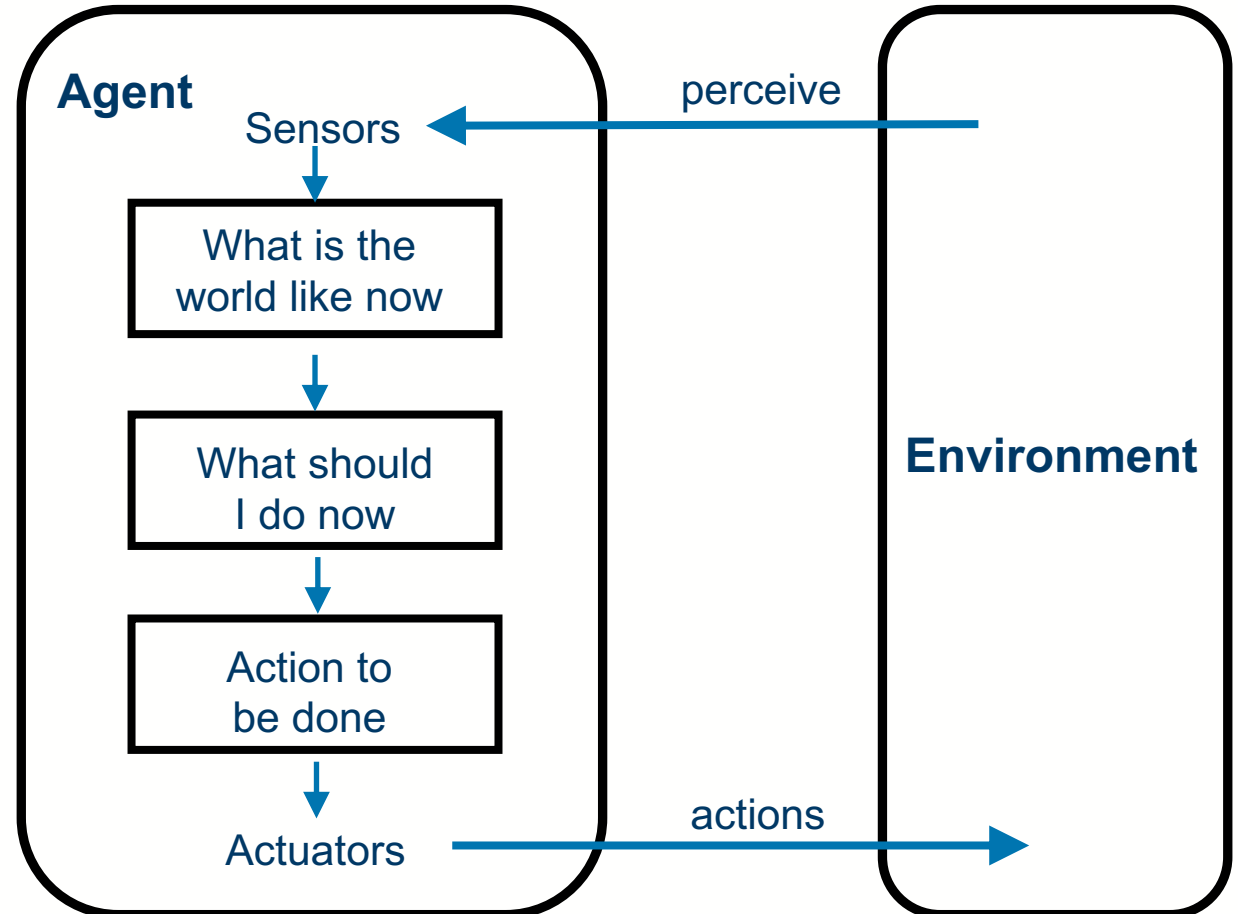 Agent
perceive
Sensors
What is the
world like now
What should
I do now
Environment
Action to
be done
actions
Actuators